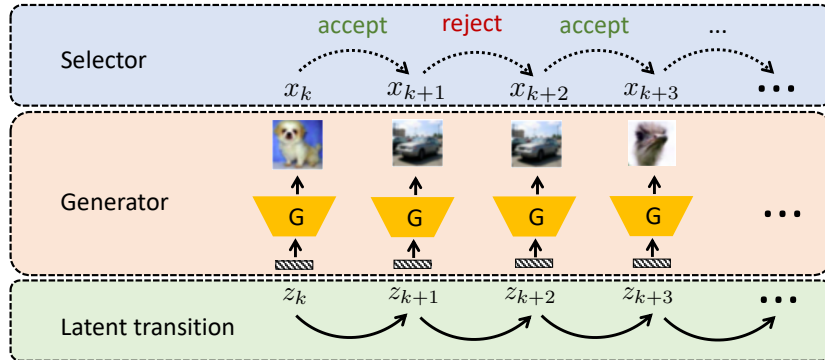 accept reject accept ...
Selector
x_k x_{k+1} x_{k+2} x_{k+3} ...
Generator
G G G G ...
z_k z_{k+1} z_{k+2} z_{k+3} ...
Latent transition